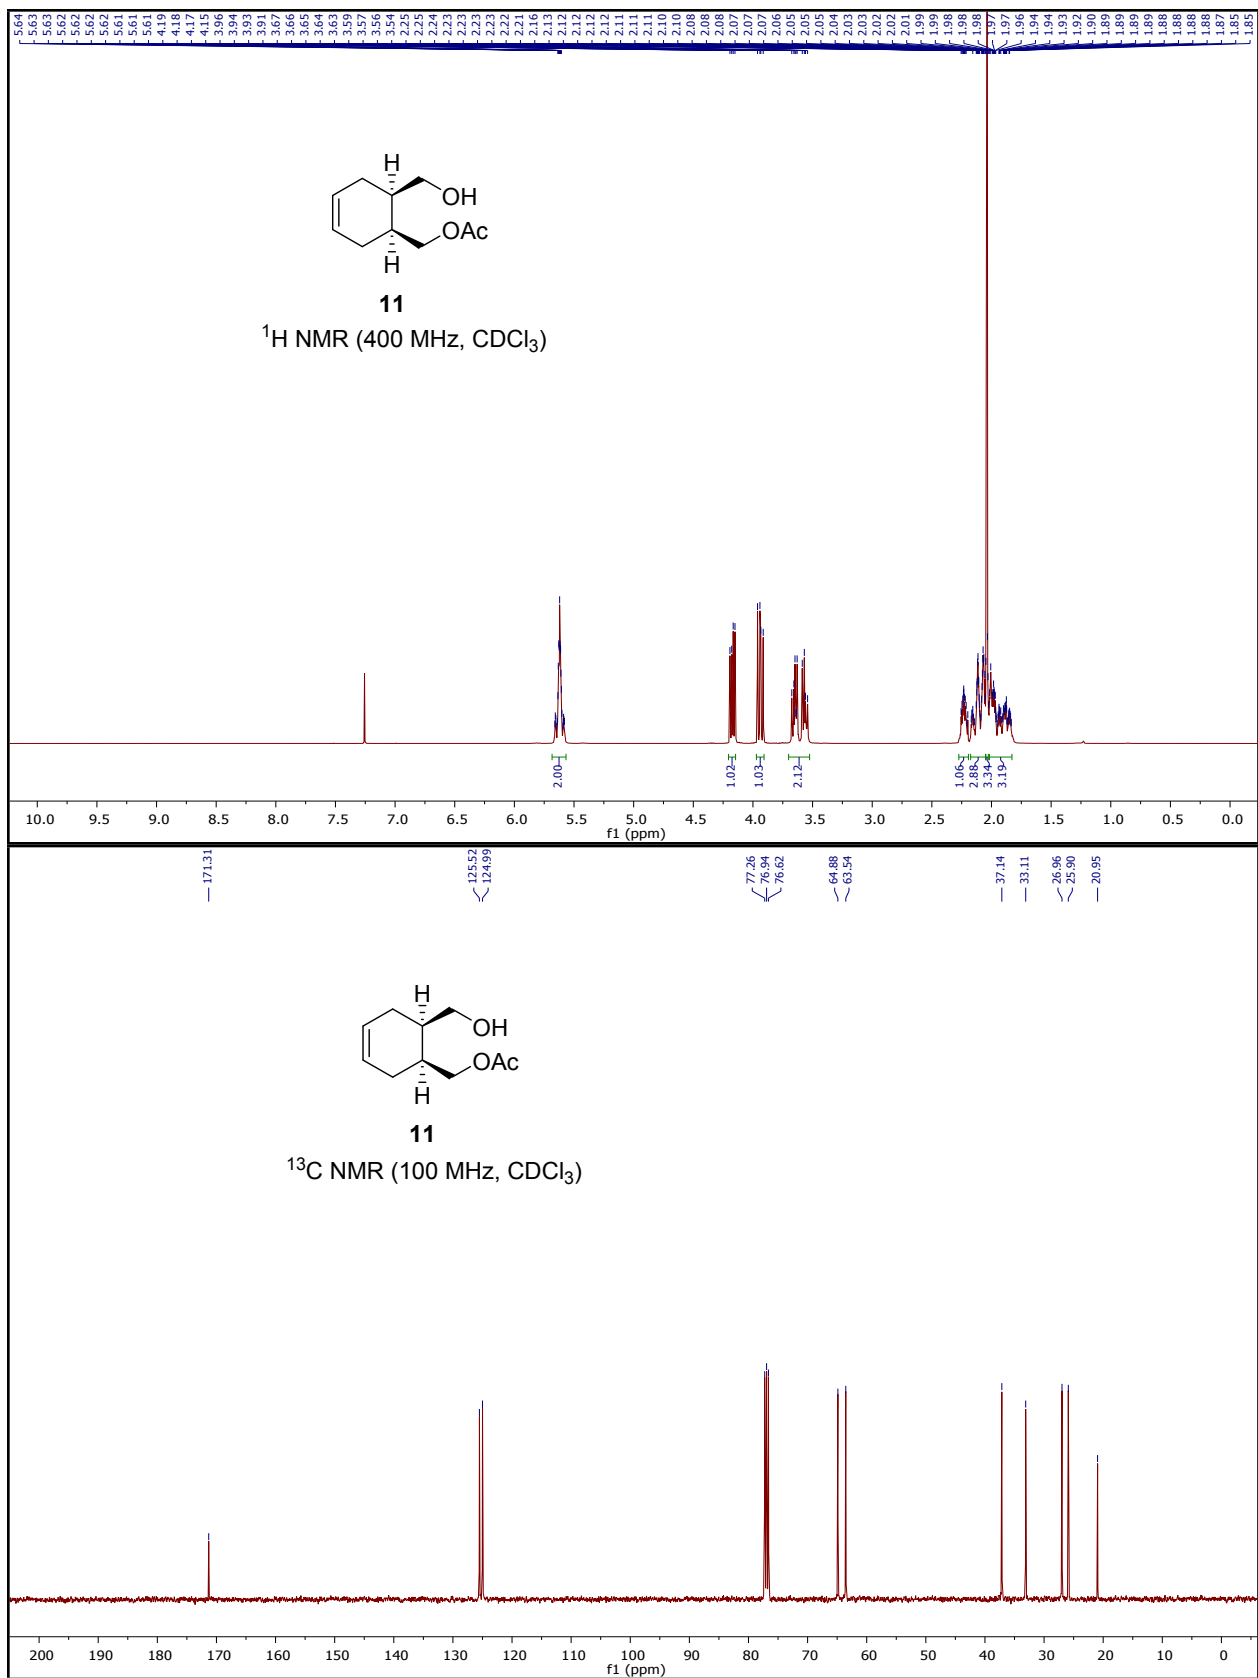 5.64 5.63 5.63 5.62 5.62 5.62 5.62 5.61 5.61 5.61 4.19 4.18 4.17 4.15 3.96 3.94 3.93 3.91 3.67 3.66 3.65 3.64 3.63 3.59 3.57 3.56 3.54 2.25 2.25 2.24 2.23 2.23 2.23 2.23 2.22 2.21 2.16 2.13 2.12 2.12 2.12 2.12 2.11 2.11 2.11 2.10 2.10 2.08 2.08 2.08 2.07 2.07 2.07 2.06 2.05 2.05 2.05 2.04 2.03 2.03 2.02 2.02 2.01 1.99 1.99 1.98 1.98 1.98 1.97 1.97 1.96 1.94 1.94 1.93 1.92 1.90 1.89 1.89 1.89 1.89 1.88 1.88 1.88 1.88 1.87 1.85 1.85
H
OH
OAc
H
11
¹H NMR (400 MHz, CDCl₃)
2.00 1.02 1.03 2.12 1.06 2.88 3.34 3.19
10.0 9.5 9.0 8.5 8.0 7.5 7.0 6.5 6.0 5.5 5.0 4.5 4.0 3.5 3.0 2.5 2.0 1.5 1.0 0.5 0.0
f1 (ppm)
171.31 125.52 124.99 77.26 76.94 76.62 64.88 63.54 37.14 33.11 26.96 25.90 20.95
H
OH
OAc
H
11
¹³C NMR (100 MHz, CDCl₃)
200 190 180 170 160 150 140 130 120 110 100 90 80 70 60 50 40 30 20 10 0
f1 (ppm)